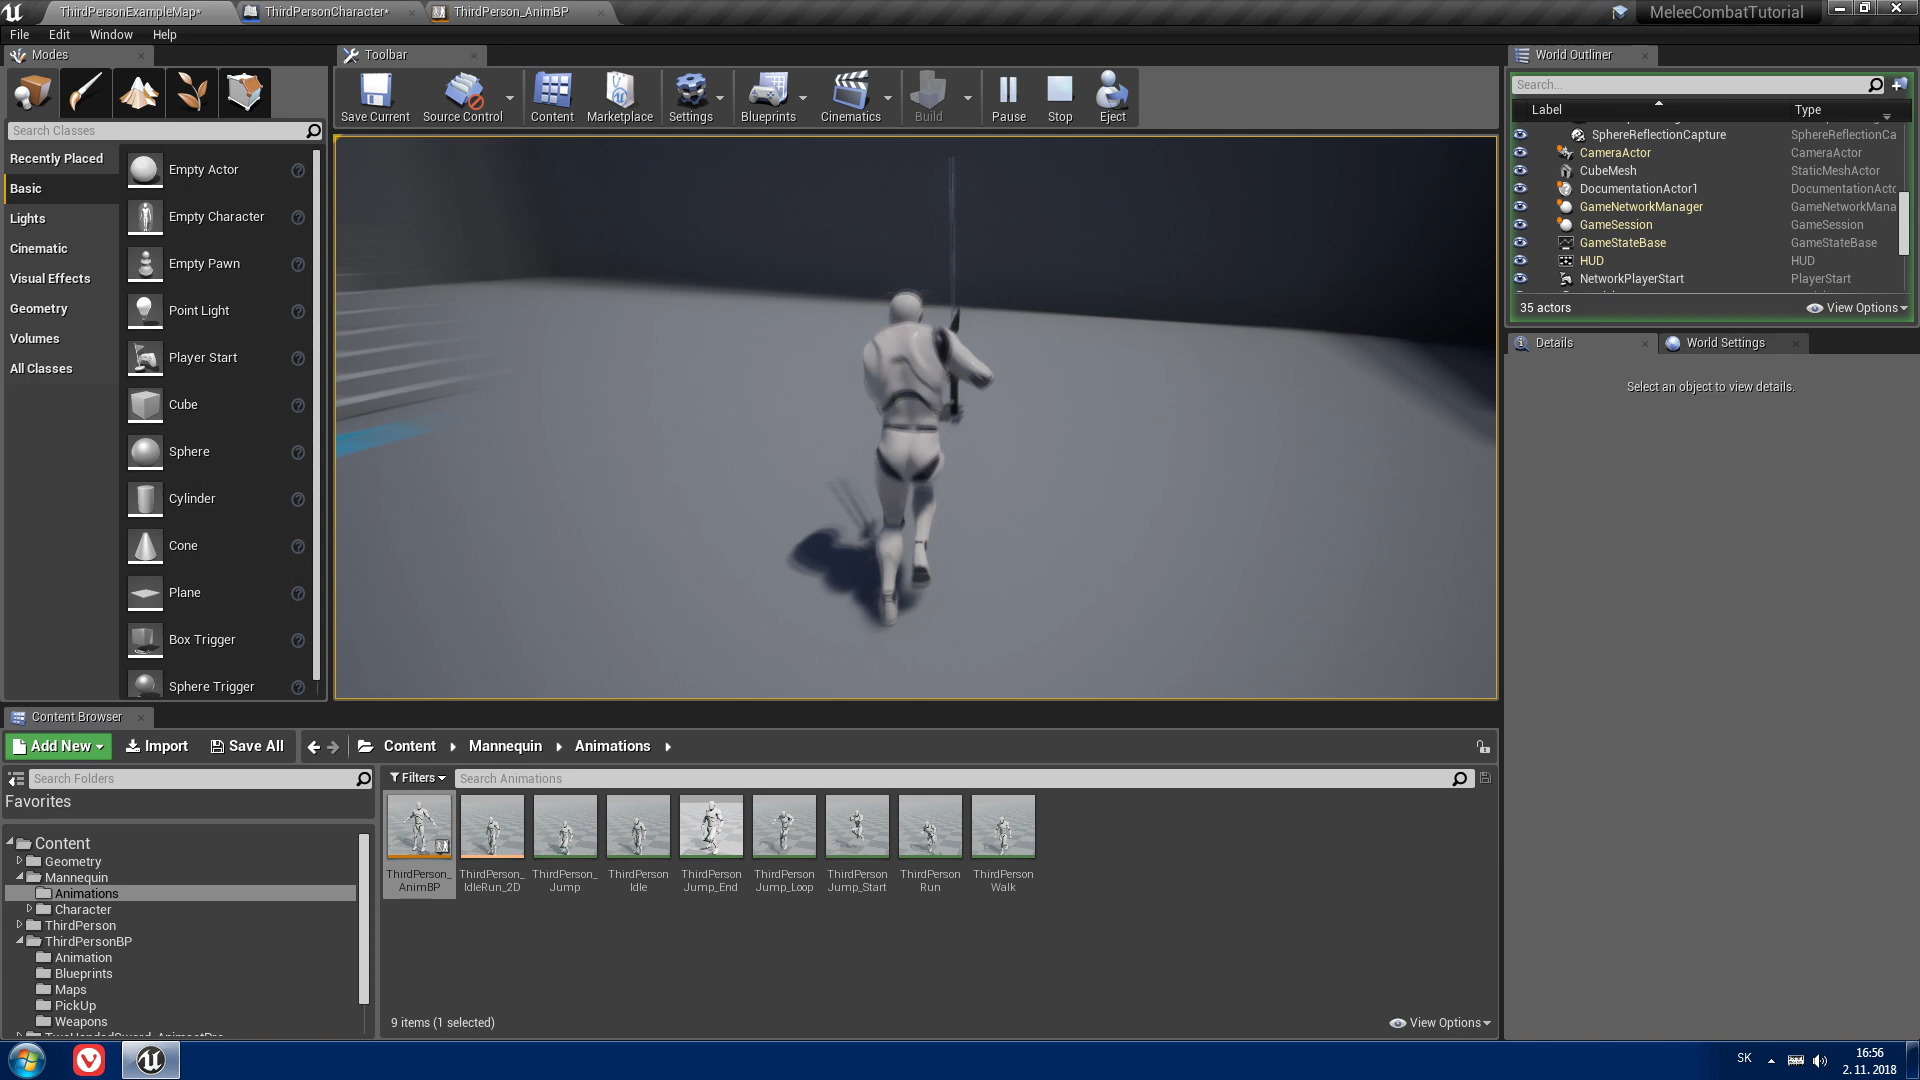 ThirdPersonExampleMap*
ThirdPersonCharacter*
ThirdPerson_AnimBP
MeleeCombatTutorial
File Edit Window Help
Modes
Toolbar
World Outliner
Search Classes
Recently Placed
Basic
Lights
Cinematic
Visual Effects
Geometry
Volumes
All Classes
Empty Actor
Empty Character
Empty Pawn
Point Light
Player Start
Cube
Sphere
Cylinder
Cone
Plane
Box Trigger
Sphere Trigger
Save Current
Source Control
Content
Marketplace
Settings
Blueprints
Cinematics
Build
Pause
Stop
Eject
Search...
Label Type
SphereReflectionCapture SphereReflectionCa
CameraActor CameraActor
CubeMesh StaticMeshActor
DocumentationActor1 DocumentationActo
GameNetworkManager GameNetworkMana
GameSession GameSession
GameStateBase GameStateBase
HUD HUD
NetworkPlayerStart PlayerStart
35 actors
View Options
Details
World Settings
Select an object to view details.
Content Browser
Add New
Import
Save All
Content
Mannequin
Animations
Search Folders
Favorites
Content
Geometry
Mannequin
Animations
Character
ThirdPerson
ThirdPersonBP
Animation
Blueprints
Maps
PickUp
Weapons
Filters
Search Animations
ThirdPerson_
AnimBP
ThirdPerson_
IdleRun_2D
ThirdPerson_
Jump
ThirdPerson
Idle
ThirdPerson
Jump_End
ThirdPerson
Jump_Loop
ThirdPerson
Jump_Start
ThirdPerson
Run
ThirdPerson
Walk
9 items (1 selected)
View Options
SK
16:56
2. 11. 2018